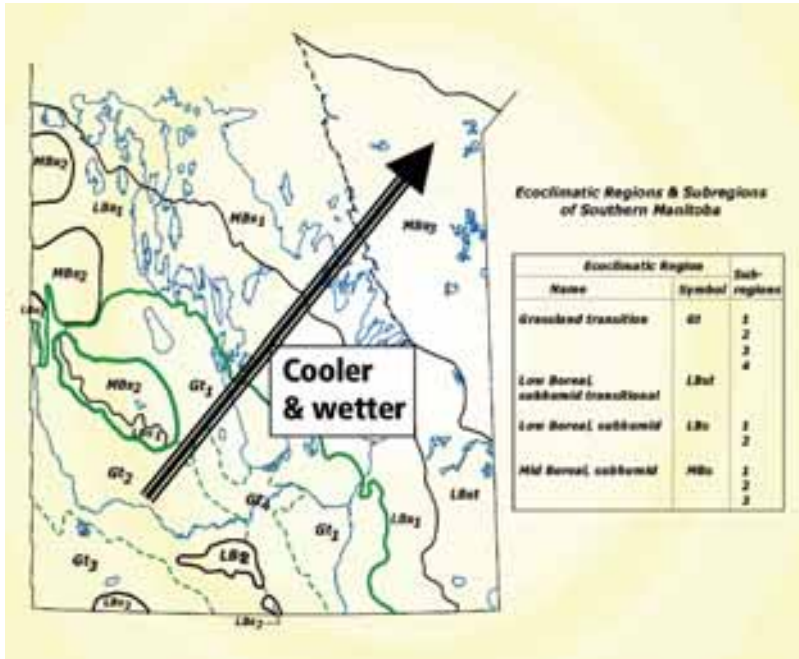 MBs2
LBs1
MBs1
MBs3
MBs2
Gt1
MBs2
Cooler
& wetter
Gt2
Gt4
Gt1
LBs1
LBst
Gt3
Ecoclimatic Regions & Subregions
of Southern Manitoba
Ecoclimatic Region
Sub-
regions
Name Symbol
Grassland transition Gt 1
2
3
4
Low Boreal,
subhumid transitional LBst
Low Boreal, subhumid LBs 1
2
Mid Boreal, subhumid MBs 1
2
3